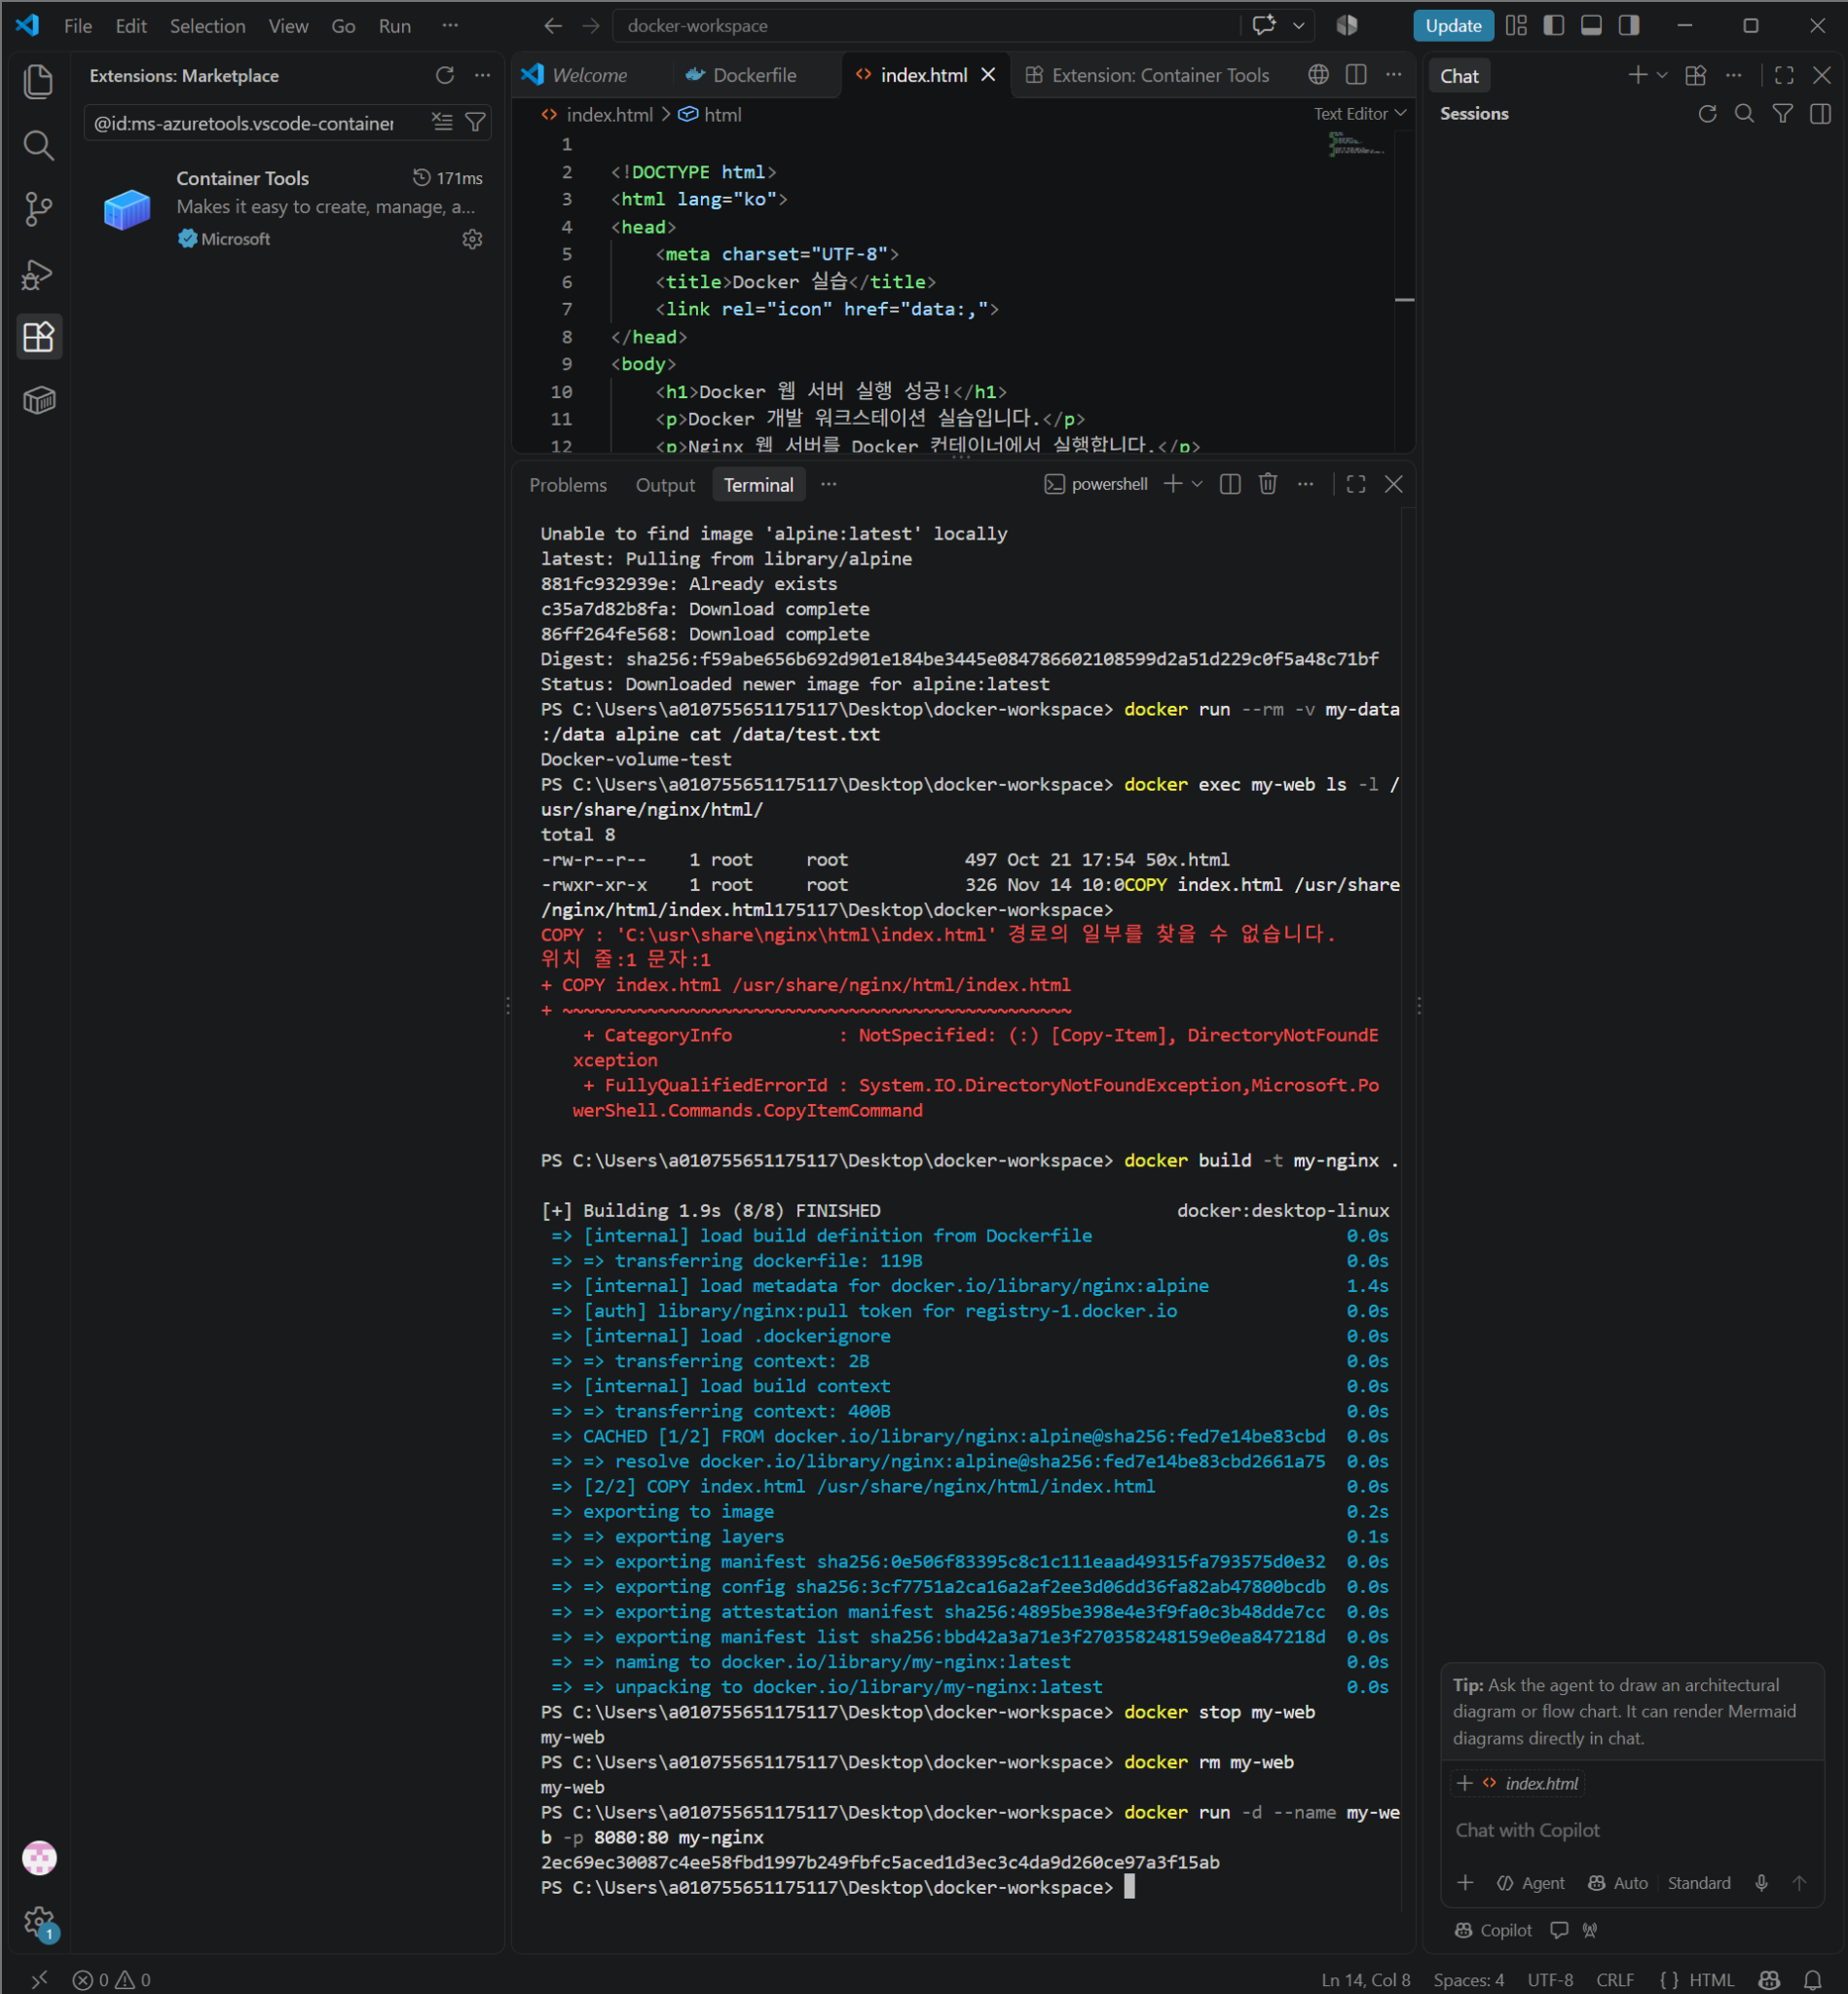 File Edit Selection View Go Run ···
docker-workspace
Update
Extensions: Marketplace
@id:ms-azuretools.vscode-container
Container Tools 171ms
Makes it easy to create, manage, a...
Microsoft
1
Welcome Dockerfile index.html Extension: Container Tools
index.html > html Text Editor
1
2 <!DOCTYPE html>
3 <html lang="ko">
4 <head>
5 <meta charset="UTF-8">
6 <title>Docker 실습</title>
7 <link rel="icon" href="data:,">
8 </head>
9 <body>
10 <h1>Docker 웹 서버 실행 성공!</h1>
11 <p>Docker 개발 워크스테이션 실습입니다.</p>
12 <p>Nginx 웹 서버를 Docker 컨테이너에서 실행합니다.</p>
Problems Output Terminal ··· powershell
Unable to find image 'alpine:latest' locally
latest: Pulling from library/alpine
881fc932939e: Already exists
c35a7d82b8fa: Download complete
86ff264fe568: Download complete
Digest: sha256:f59abe656b692d901e184be3445e084786602108599d2a51d229c0f5a48c71bf
Status: Downloaded newer image for alpine:latest
PS C:\Users\a010755651175117\Desktop\docker-workspace> docker run --rm -v my-data
:/data alpine cat /data/test.txt
Docker-volume-test
PS C:\Users\a010755651175117\Desktop\docker-workspace> docker exec my-web ls -l /
usr/share/nginx/html/
total 8
-rw-r--r-- 1 root root 497 Oct 21 17:54 50x.html
-rwxr-xr-x 1 root root 326 Nov 14 10:0COPY index.html /usr/share
/nginx/html/index.html175117\Desktop\docker-workspace>
COPY : 'C:\usr\share\nginx\html\index.html' 경로의 일부를 찾을 수 없습니다.
위치 줄:1 문자:1
+ COPY index.html /usr/share/nginx/html/index.html
+ ~~~~~~~~~~~~~~~~~~~~~~~~~~~~~~~~~~~~~~~~~~~~~~~~
+ CategoryInfo : NotSpecified: (:) [Copy-Item], DirectoryNotFoundE
xception
+ FullyQualifiedErrorId : System.IO.DirectoryNotFoundException,Microsoft.Po
werShell.Commands.CopyItemCommand
PS C:\Users\a010755651175117\Desktop\docker-workspace> docker build -t my-nginx .
[+] Building 1.9s (8/8) FINISHED docker:desktop-linux
=> [internal] load build definition from Dockerfile 0.0s
=> => transferring dockerfile: 119B 0.0s
=> [internal] load metadata for docker.io/library/nginx:alpine 1.4s
=> [auth] library/nginx:pull token for registry-1.docker.io 0.0s
=> [internal] load .dockerignore 0.0s
=> => transferring context: 2B 0.0s
=> [internal] load build context 0.0s
=> => transferring context: 400B 0.0s
=> CACHED [1/2] FROM docker.io/library/nginx:alpine@sha256:fed7e14be83cbd 0.0s
=> => resolve docker.io/library/nginx:alpine@sha256:fed7e14be83cbd2661a75 0.0s
=> [2/2] COPY index.html /usr/share/nginx/html/index.html 0.0s
=> exporting to image 0.2s
=> => exporting layers 0.1s
=> => exporting manifest sha256:0e506f83395c8c1c111eaad49315fa793575d0e32 0.0s
=> => exporting config sha256:3cf7751a2ca16a2af2ee3d06dd36fa82ab47800bcdb 0.0s
=> => exporting attestation manifest sha256:4895be398e4e3f9fa0c3b48dde7cc 0.0s
=> => exporting manifest list sha256:bbd42a3a71e3f270358248159e0ea847218d 0.0s
=> => naming to docker.io/library/my-nginx:latest 0.0s
=> => unpacking to docker.io/library/my-nginx:latest 0.0s
PS C:\Users\a010755651175117\Desktop\docker-workspace> docker stop my-web
my-web
PS C:\Users\a010755651175117\Desktop\docker-workspace> docker rm my-web
my-web
PS C:\Users\a010755651175117\Desktop\docker-workspace> docker run -d --name my-we
b -p 8080:80 my-nginx
2ec69ec30087c4ee58fbd1997b249fbfc5aced1d3ec3c4da9d260ce97a3f15ab
PS C:\Users\a010755651175117\Desktop\docker-workspace>
Chat
Sessions
Tip: Ask the agent to draw an architectural
diagram or flow chart. It can render Mermaid
diagrams directly in chat.
index.html
Chat with Copilot
Agent Auto Standard
Copilot
0 0 Ln 14, Col 8 Spaces: 4 UTF-8 CRLF { } HTML